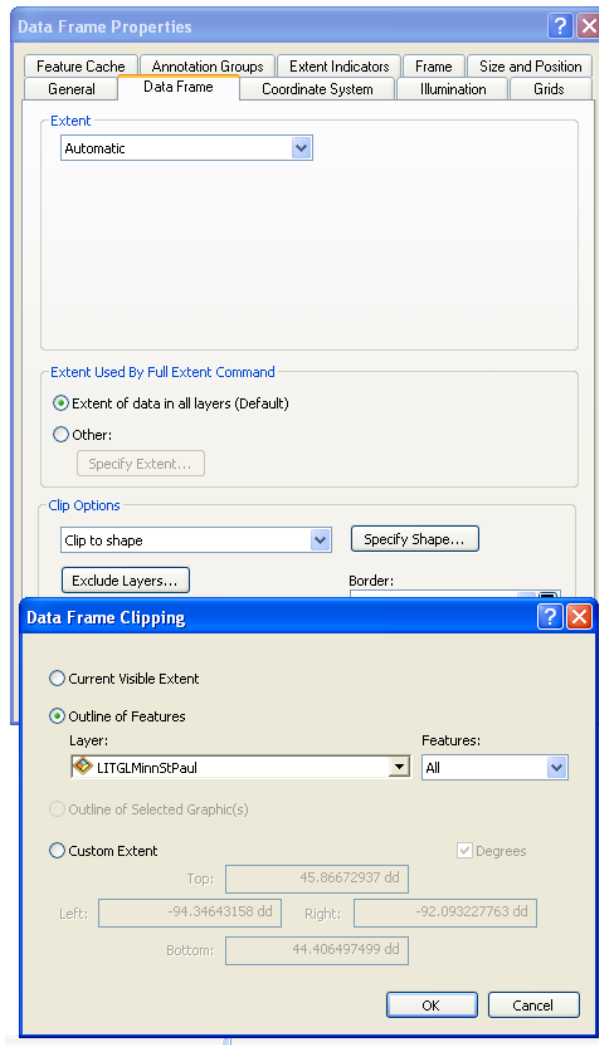 Data Frame Properties
Feature Cache Annotation Groups Extent Indicators Frame Size and Position
General Data Frame Coordinate System Illumination Grids
Extent
Automatic
Extent Used By Full Extent Command
Extent of data in all layers (Default)
Other:
Specify Extent...
Clip Options
Clip to shape Specify Shape...
Exclude Layers... Border:
Data Frame Clipping
Current Visible Extent
Outline of Features
Layer: Features:
LITGLMinnStPaul All
Outline of Selected Graphic(s)
Custom Extent Degrees
Top: 45.86672937 dd
Left: -94.34643158 dd Right: -92.093227763 dd
Bottom: 44.406497499 dd
OK Cancel